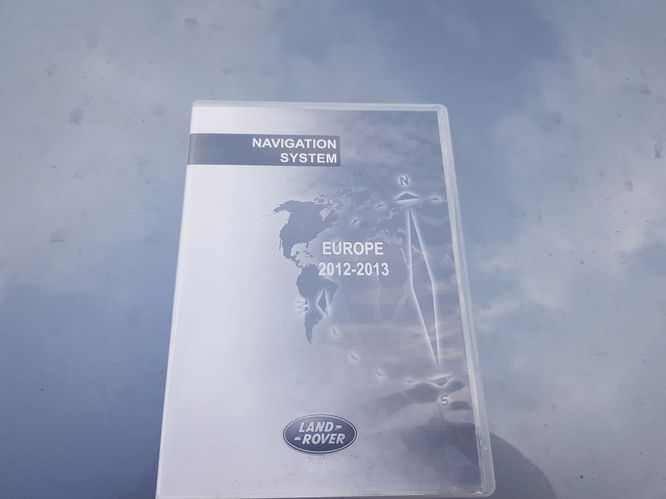 NAVIGATION
SYSTEM
N
EUROPE
2012-2013
W
S
LAND-
-ROVER